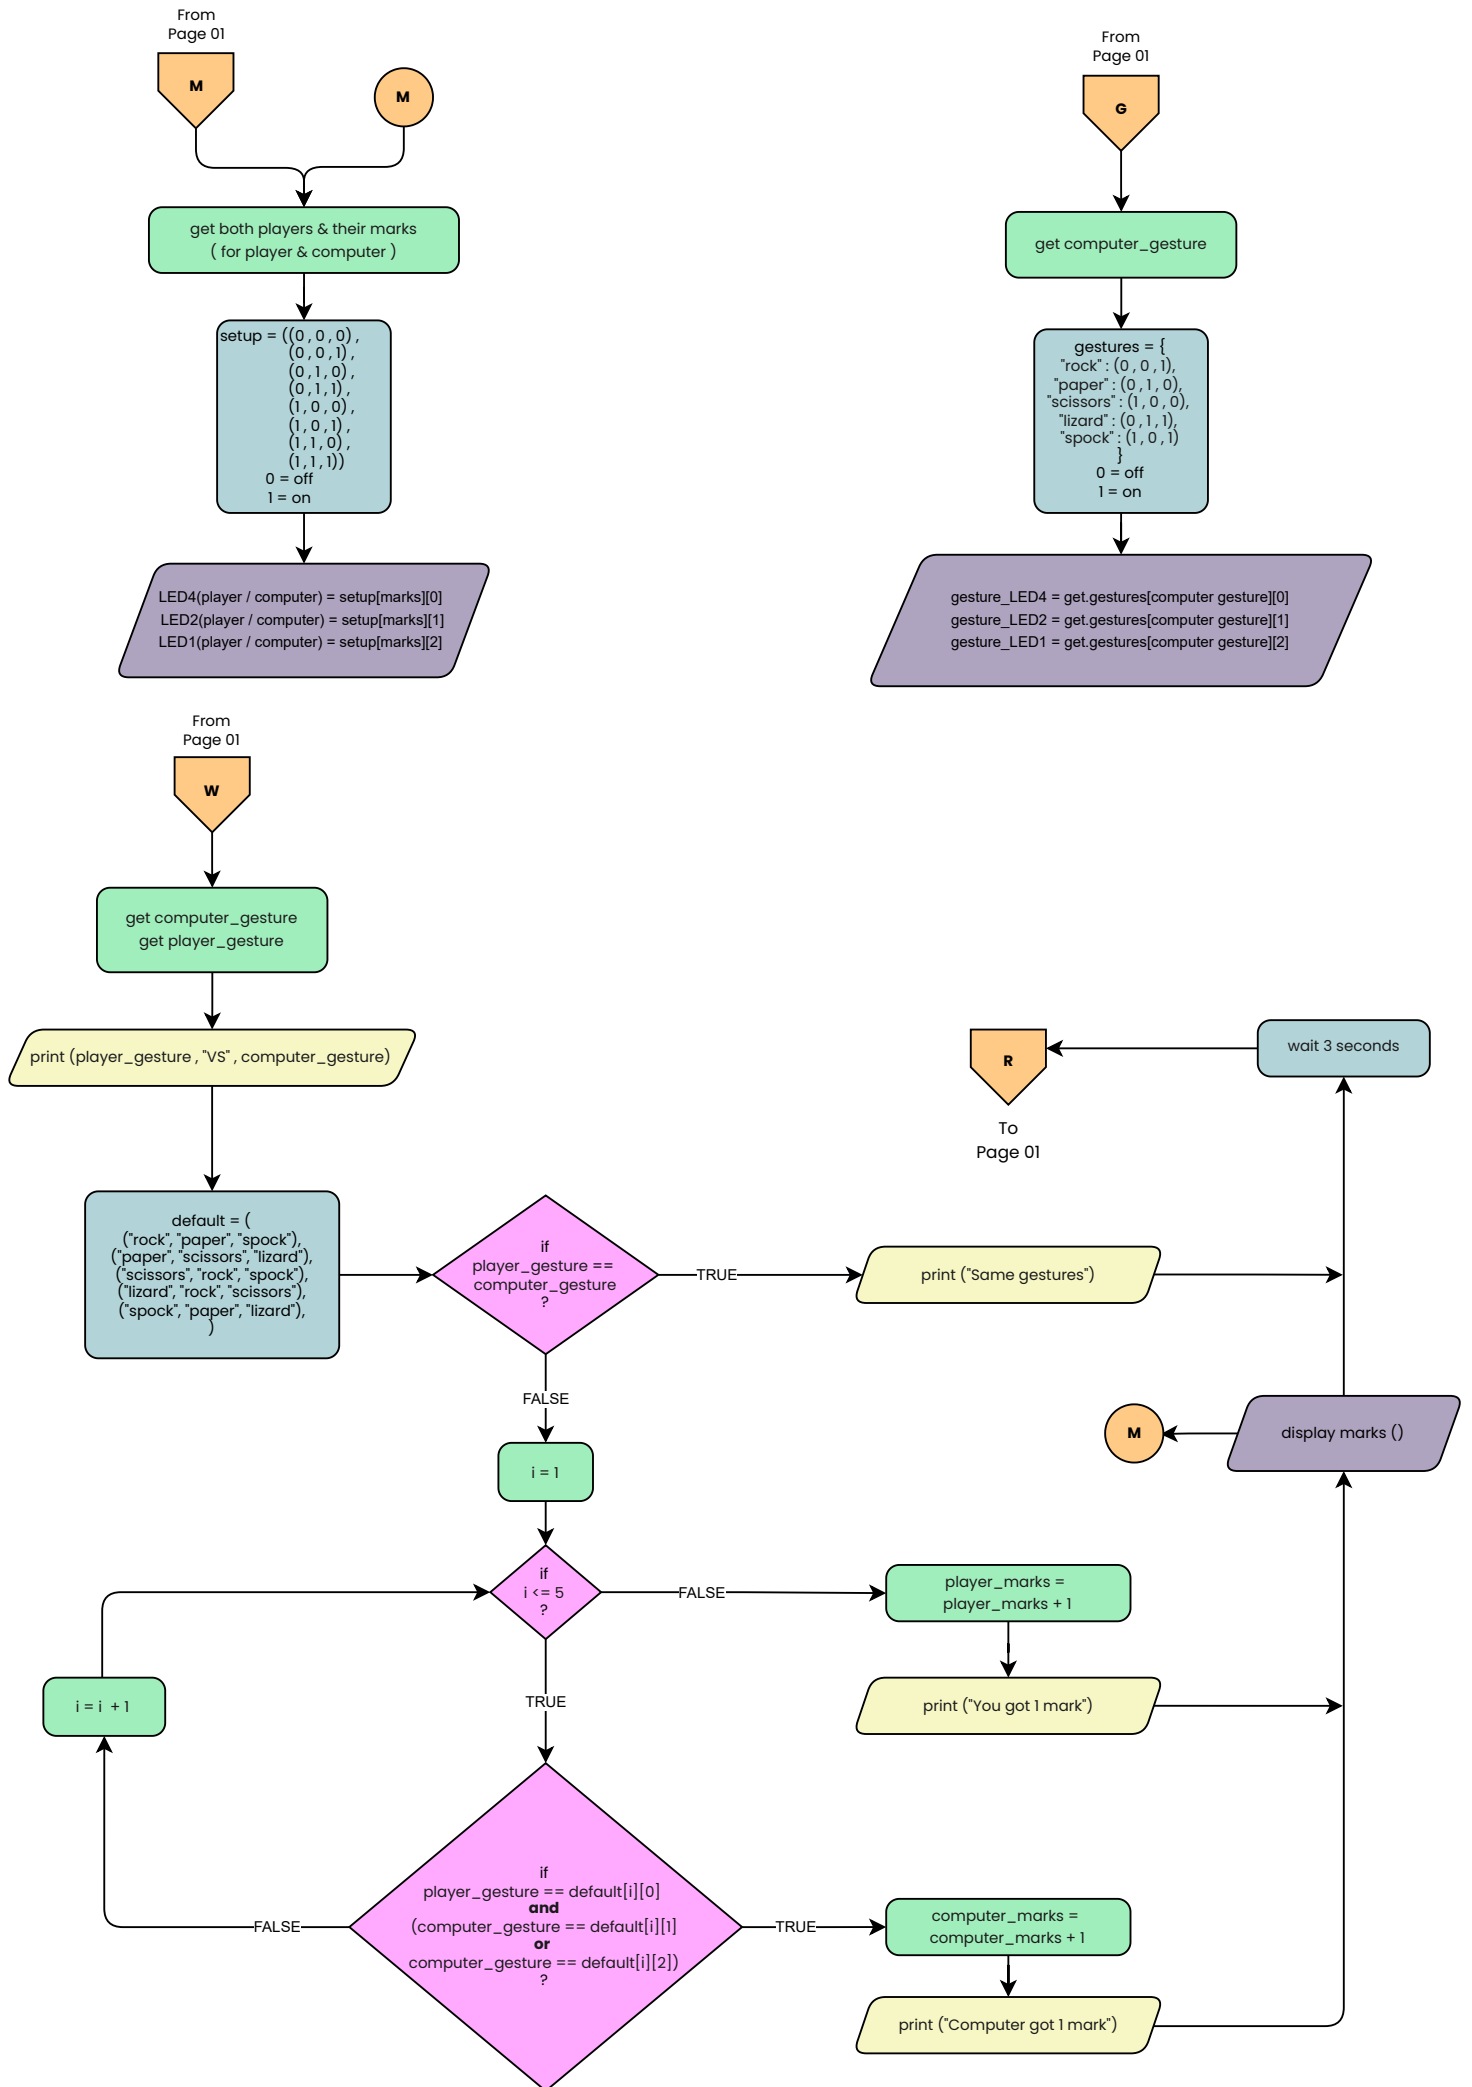 From
Page 01
M
M
get both players & their marks
( for player & computer )
setup = ((0 , 0 , 0) ,
(0 , 0 , 1) ,
(0 , 1 , 0) ,
(0 , 1 , 1) ,
(1 , 0 , 0) ,
(1 , 0 , 1) ,
(1 , 1 , 0) ,
(1 , 1 , 1))
0 = off
1 = on
LED4(player / computer) = setup[marks][0]
LED2(player / computer) = setup[marks][1]
LED1(player / computer) = setup[marks][2]
From
Page 01
G
get computer_gesture
gestures = {
"rock" : (0 , 0 , 1),
"paper" : (0 , 1 , 0),
"scissors" : (1 , 0 , 0),
"lizard" : (0 , 1 , 1),
"spock" : (1 , 0 , 1)
}
0 = off
1 = on
gesture_LED4 = get.gestures[computer gesture][0]
gesture_LED2 = get.gestures[computer gesture][1]
gesture_LED1 = get.gestures[computer gesture][2]
From
Page 01
W
get computer_gesture
get player_gesture
print (player_gesture , "VS" , computer_gesture)
default = (
("rock", "paper", "spock"),
("paper", "scissors", "lizard"),
("scissors", "rock", "spock"),
("lizard", "rock", "scissors"),
("spock", "paper", "lizard"),
)
if
player_gesture ==
computer_gesture
?
TRUE
print ("Same gestures")
wait 3 seconds
R
To
Page 01
FALSE
i = 1
display marks ()
M
if
i <= 5
?
FALSE
player_marks =
player_marks + 1
print ("You got 1 mark")
i = i + 1
TRUE
if
player_gesture == default[i][0]
and
(computer_gesture == default[i][1]
or
computer_gesture == default[i][2])
?
FALSE
TRUE
computer_marks =
computer_marks + 1
print ("Computer got 1 mark")